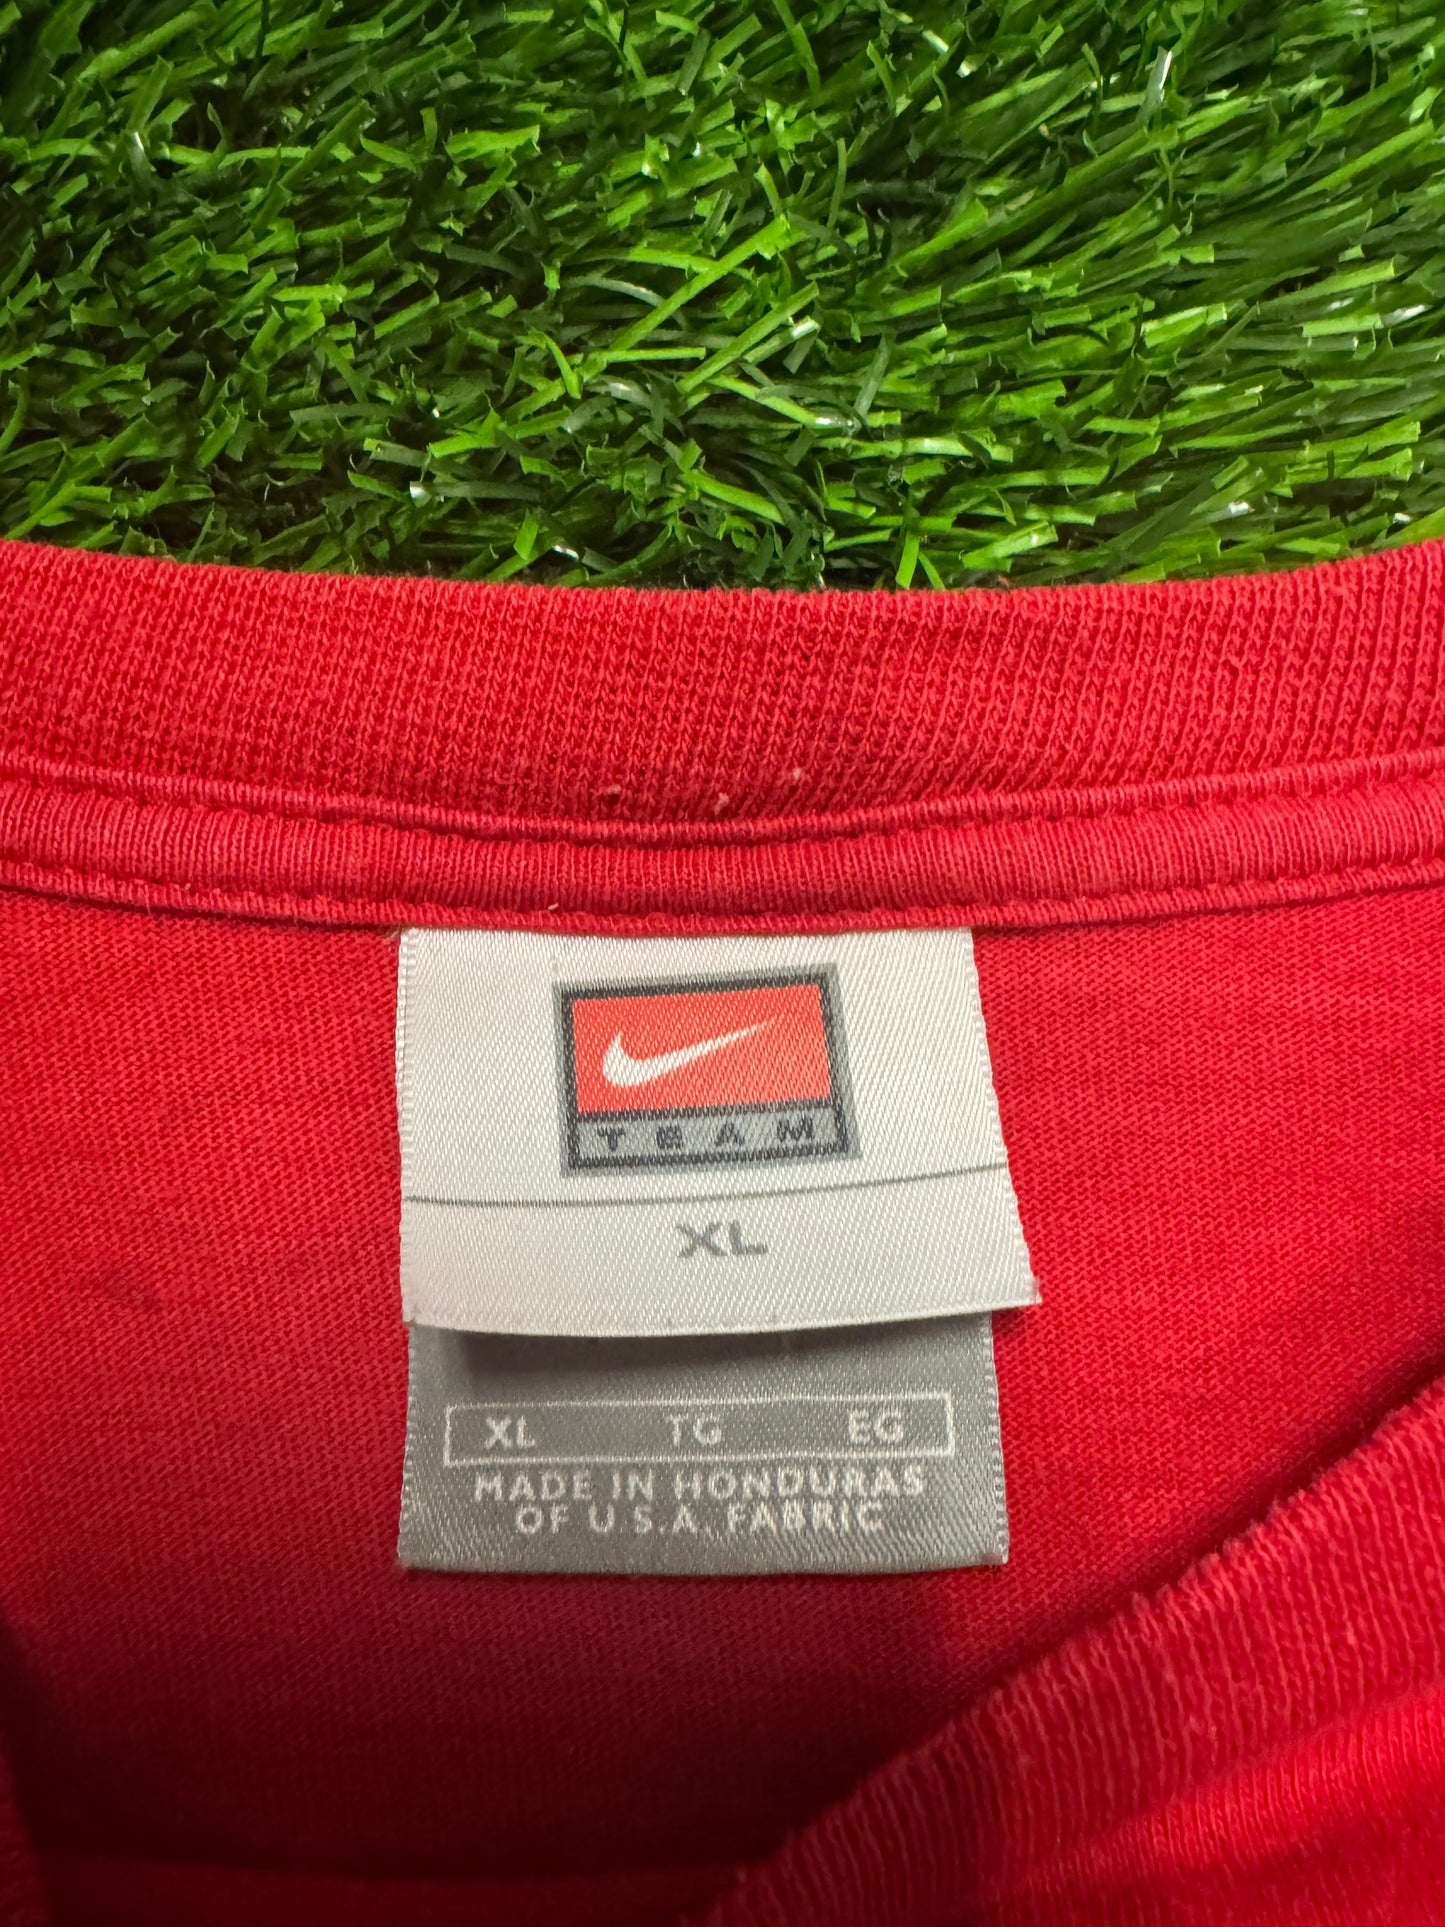 TEAM
XL
XL TG EG
MADE IN HONDURAS
OF U.S.A. FABRIC